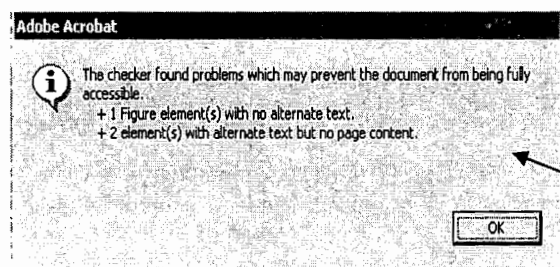 Adobe Acrobat
The checker found problems which may prevent the document from being fully
accessible.
+ 1 Figure element(s) with no alternate text.
+ 2 element(s) with alternate text but no page content.
OK